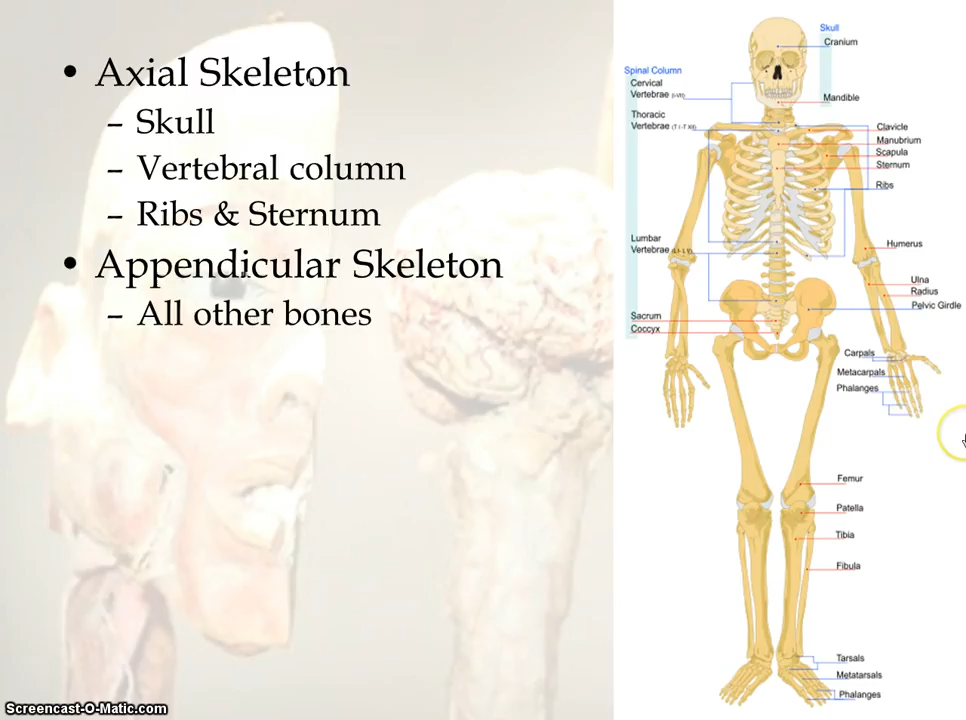 • Axial Skeleton
– Skull
– Vertebral column
– Ribs & Sternum
• Appendicular Skeleton
– All other bones
Skull
Cranium
Mandible
Spinal Column
Cervical
Vertebrae (I-VII)
Thoracic
Vertebrae (T I-T XII)
Lumbar
Vertebrae (L I- L V)
Sacrum
Coccyx
Clavicle
Manubrium
Scapula
Sternum
Ribs
Humerus
Ulna
Radius
Pelvic Girdle
Carpals
Metacarpals
Phalanges
Femur
Patella
Tibia
Fibula
Tarsals
Metatarsals
Phalanges
Screencast-O-Matic.com